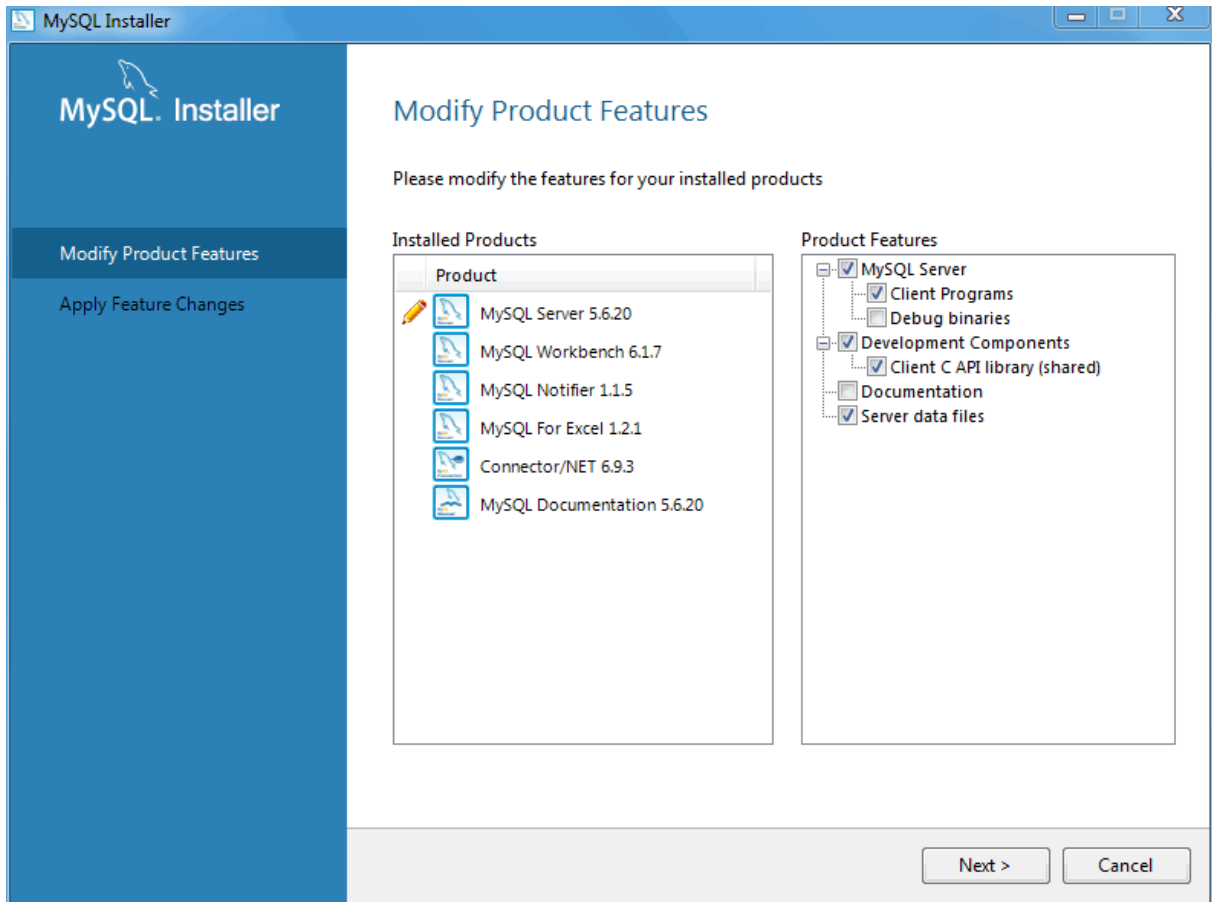 MySQL Installer
MySQL. Installer
Modify Product Features
Apply Feature Changes
Modify Product Features
Please modify the features for your installed products
Installed Products
Product
MySQL Server 5.6.20
MySQL Workbench 6.1.7
MySQL Notifier 1.1.5
MySQL For Excel 1.2.1
Connector/NET 6.9.3
MySQL Documentation 5.6.20
Product Features
MySQL Server
Client Programs
Debug binaries
Development Components
Client C API library (shared)
Documentation
Server data files
Next >
Cancel